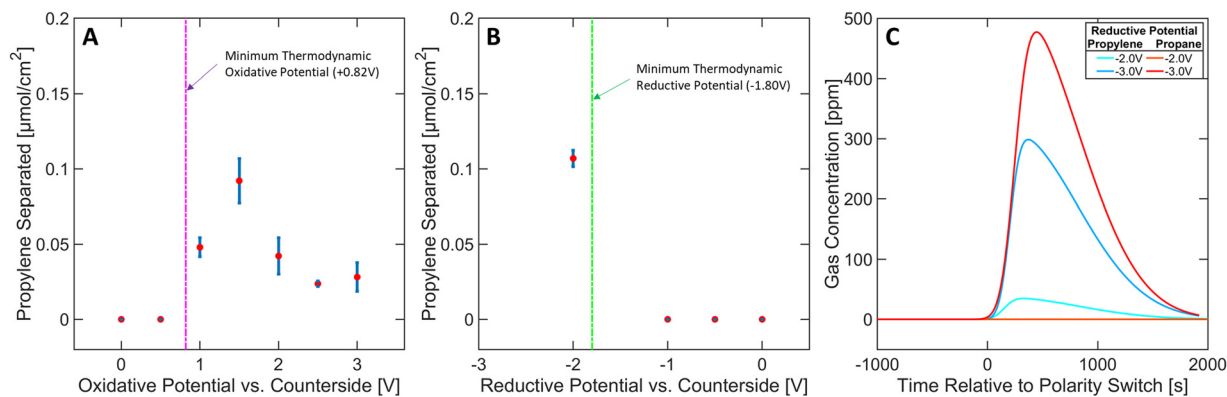 A
Propylene Separated [µmol/cm2]
0.2
0.15
0.1
0.05
0
Minimum Thermodynamic
Oxidative Potential (+0.82V)
0 1 2 3
Oxidative Potential vs. Counterside [V]
B
Propylene Separated [µmol/cm2]
0.2
0.15
0.1
0.05
0
Minimum Thermodynamic
Reductive Potential (-1.80V)
-3 -2 -1 0
Reductive Potential vs. Counterside [V]
C
Gas Concentration [ppm]
500
400
300
200
100
0
Reductive Potential
Propylene Propane
-2.0V -2.0V
-3.0V -3.0V
-1000 0 1000 2000
Time Relative to Polarity Switch [s]